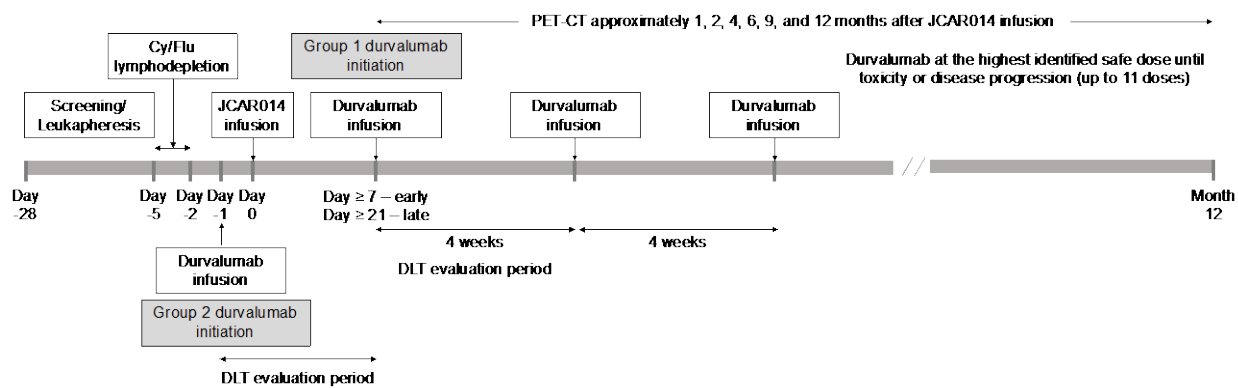 PET-CT approximately 1, 2, 4, 6, 9, and 12 months after JCAR014 infusion
Cy/Flu
lymphodepletion
Group 1 durvalumab
initiation
Durvalumab at the highest identified safe dose until
toxicity or disease progression (up to 11 doses)
Screening/
Leukapheresis
JCAR014
infusion
Durvalumab
infusion
Durvalumab
infusion
Durvalumab
infusion
Day
-28
Day
-5
Day
-2
Day
-1
Day
0
Day ≥ 7 – early
Day ≥ 21 – late
Month
12
4 weeks
4 weeks
DLT evaluation period
Durvalumab
infusion
Group 2 durvalumab
initiation
DLT evaluation period